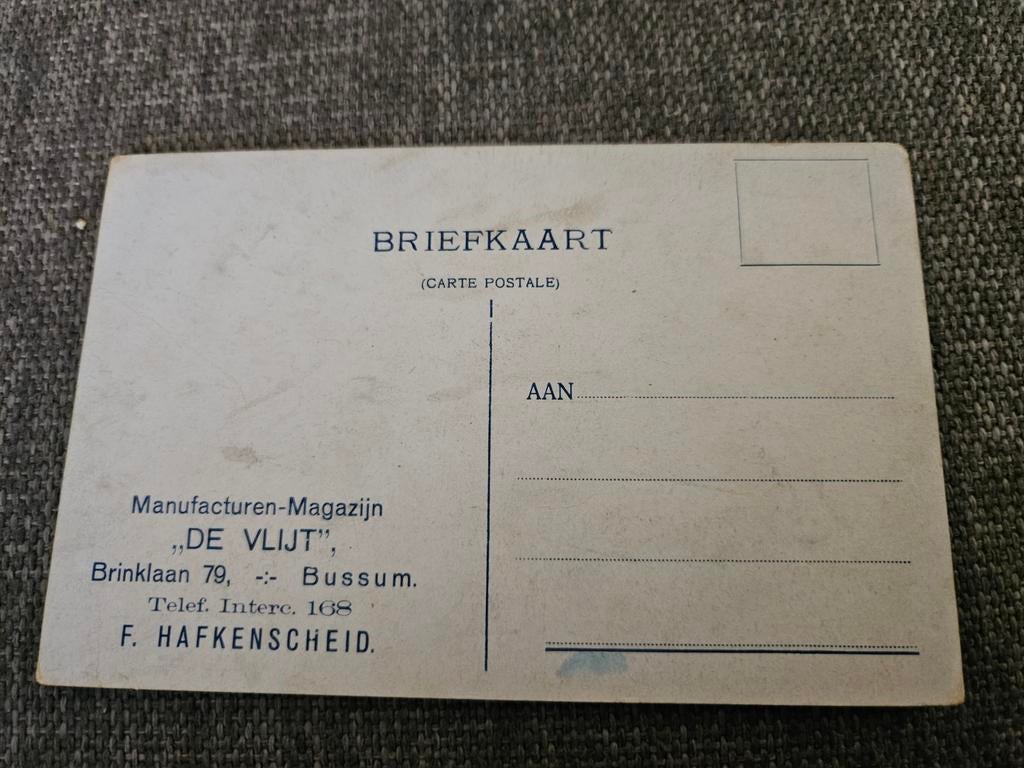 BRIEFKAART
(CARTE POSTALE)
AAN
Manufacturen-Magazijn
„DE VLIJT”,
Brinklaan 79, -:- Bussum.
Telef. Interc. 168
F. HAFKENSCHEID.